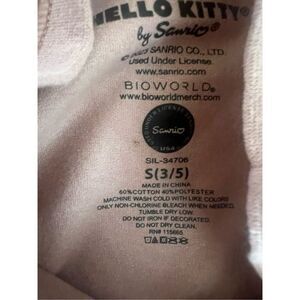 HELLO KITTY®
by Sanrio®
SANRIO CO., LTD.
Used Under License.
www.sanrio.com
BIOWORLD®
www.bioworldmerch.com
Sanrio
USA
SIL-34706
S(3/5)
MADE IN CHINA
60%COTTON 40%POLYESTER
MACHINE WASH COLD WITH LIKE COLORS
ONLY NON-CHLORINE BLEACH WHEN NEEDED.
TUMBLE DRY LOW.
DO NOT IRON IF DECORATED.
DO NOT DRY CLEAN.